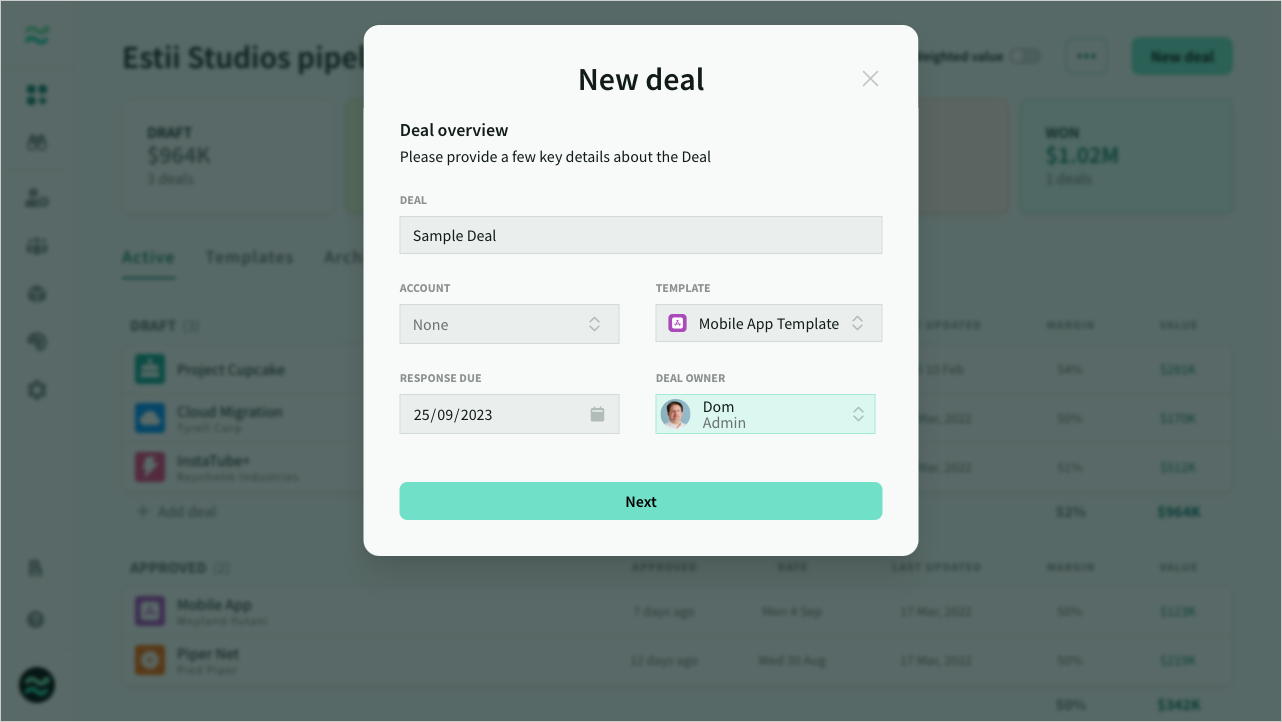 New deal
Deal overview
Please provide a few key details about the Deal
DEAL
Sample Deal
ACCOUNT
TEMPLATE
None
Mobile App Template
RESPONSE DUE
DEAL OWNER
25/09/2023
Dom
Admin
Next
Estii Studios
Weighted value
New deal
DRAFT
$964K
3 deals
WON
$1.02M
1 deals
Active
Templates
DRAFT (3)
UPDATED
MARGIN
VALUE
Project Cupcake
10 Feb
54%
$281K
Cloud Migration
Tyrell Corp
Mar, 2022
50%
$170K
InstaTube+
Raynholm Industries
Mar, 2022
51%
$512K
+ Add deal
52%
$964K
APPROVED (2)
APPROVED
DATE
LAST UPDATED
MARGIN
VALUE
Mobile App
Weyland-Yutani
7 days ago
Mon 4 Sep
17 Mar, 2022
50%
$123K
Piper Net
Pied Piper
12 days ago
Wed 30 Aug
17 Mar, 2022
50%
$219K
50%
$342K